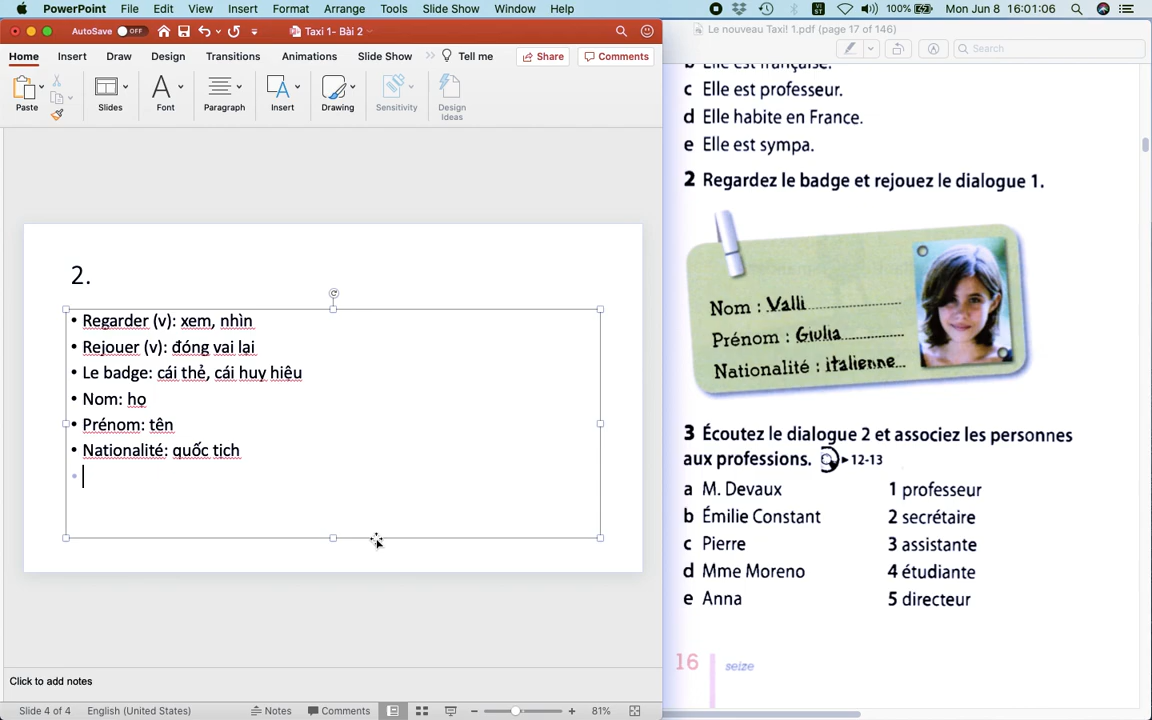 PowerPoint File Edit View Insert Format Arrange Tools Slide Show Window Help
VI
ST
100% Mon Jun 8 16:01:06
AutoSave OFF Taxi 1- Bài 2
Home Insert Draw Design Transitions Animations Slide Show Tell me Share Comments
Paste Slides Font Paragraph Insert Drawing Sensitivity Design
Ideas
2.
• Regarder (v): xem, nhìn
• Rejouer (v): đóng vai lại
• Le badge: cái thẻ, cái huy hiệu
• Nom: họ
• Prénom: tên
• Nationalité: quốc tịch
Click to add notes
Slide 4 of 4 English (United States) Notes Comments 81%
Le nouveau Taxi! 1.pdf (page 17 of 146)
Search
b Elle est française.
c Elle est professeur.
d Elle habite en France.
e Elle est sympa.
2 Regardez le badge et rejouez le dialogue 1.
Nom : Valli
Prénom : Giulia
Nationalité : italienne
3 Écoutez le dialogue 2 et associez les personnes
aux professions. ▸ 12-13
a M. Devaux 1 professeur
b Émilie Constant 2 secrétaire
c Pierre 3 assistante
d Mme Moreno 4 étudiante
e Anna 5 directeur
16 seize